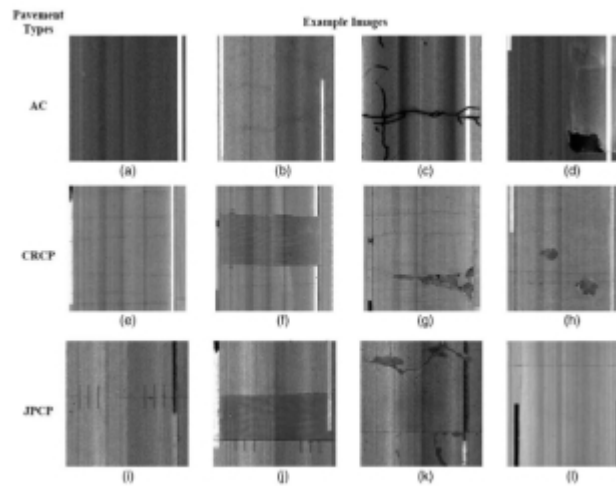 Pavement
Types
Example Images
AC
(a) (b) (c) (d)
CRCP
(e) (f) (g) (h)
JPCP
(i) (j) (k) (l)